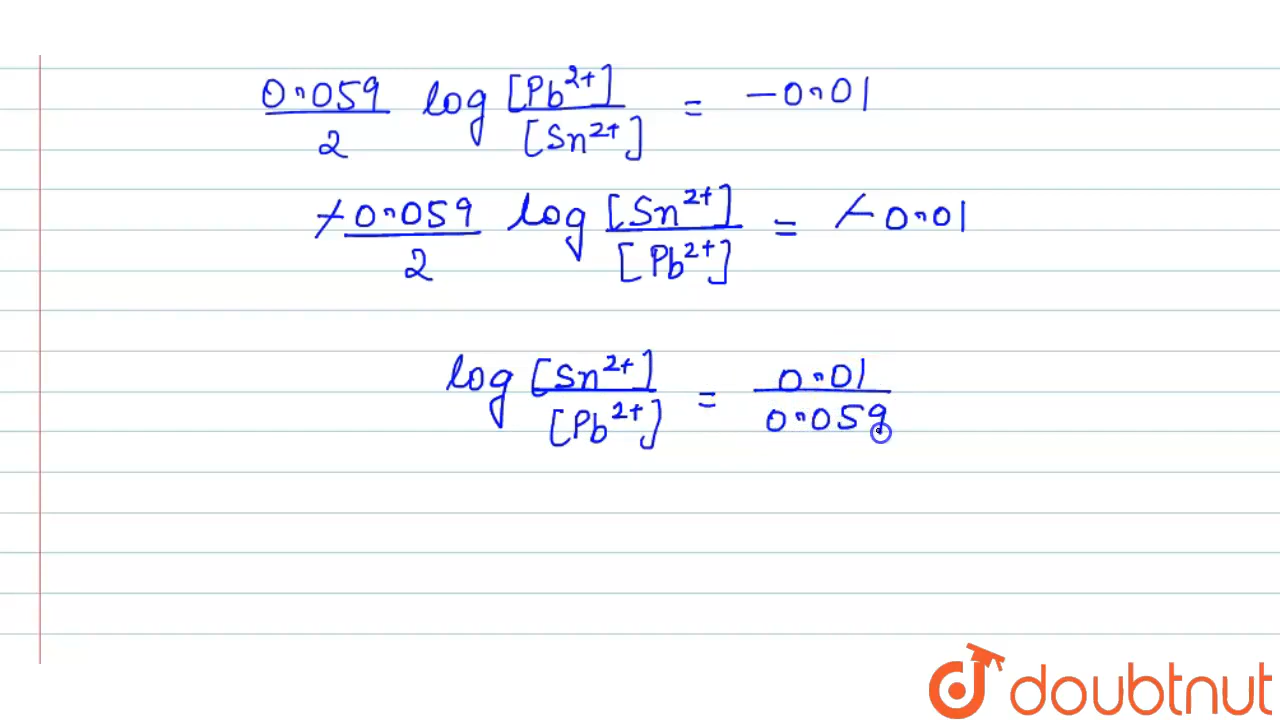 0.059/2 log [Pb²⁺]/[Sn²⁺] = -0.01
-0.059/2 log [Sn²⁺]/[Pb²⁺] = -0.01
log [Sn²⁺]/[Pb²⁺] = 0.01/0.059
doubtnut